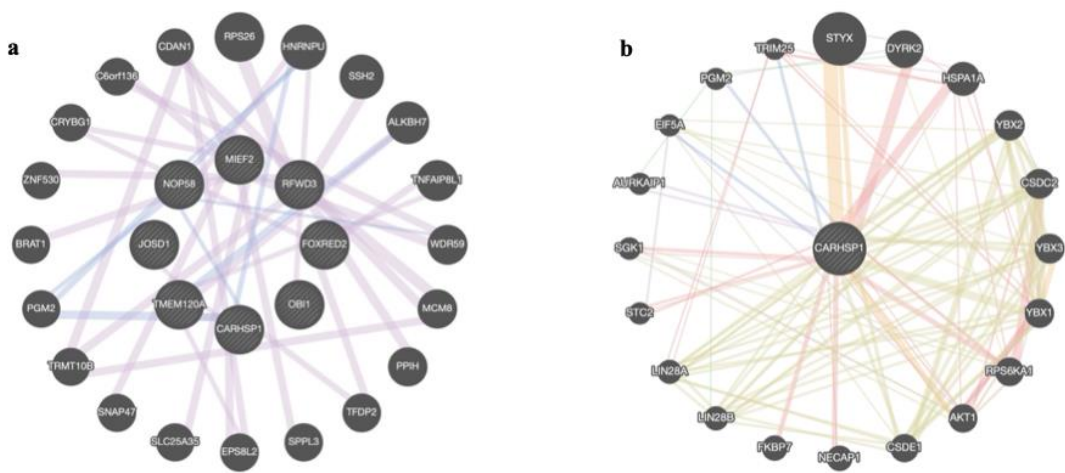 a
RPS26
CDAN1
HNRNPU
C6orf136
SSH2
CRYBG1
ALKBH7
MIEF2
NOP58
RFWD3
ZNF530
TNFAIP8L1
BRAT1
JOSD1
FOXRED2
WDR59
PGM2
TMEM120A
OBI1
MCM8
CARHSP1
TRMT10B
PPIH
SNAP47
TFDP2
SLC25A35
EPS8L2
SPPL3
b
STYX
TRIM25
DYRK2
PGM2
HSPA1A
EIF5A
YBX2
AURKAIP1
CSDC2
SGK1
CARHSP1
YBX3
STC2
YBX1
LIN28A
RPS6KA1
LIN28B
AKT1
FKBP7
NECAP1
CSDE1